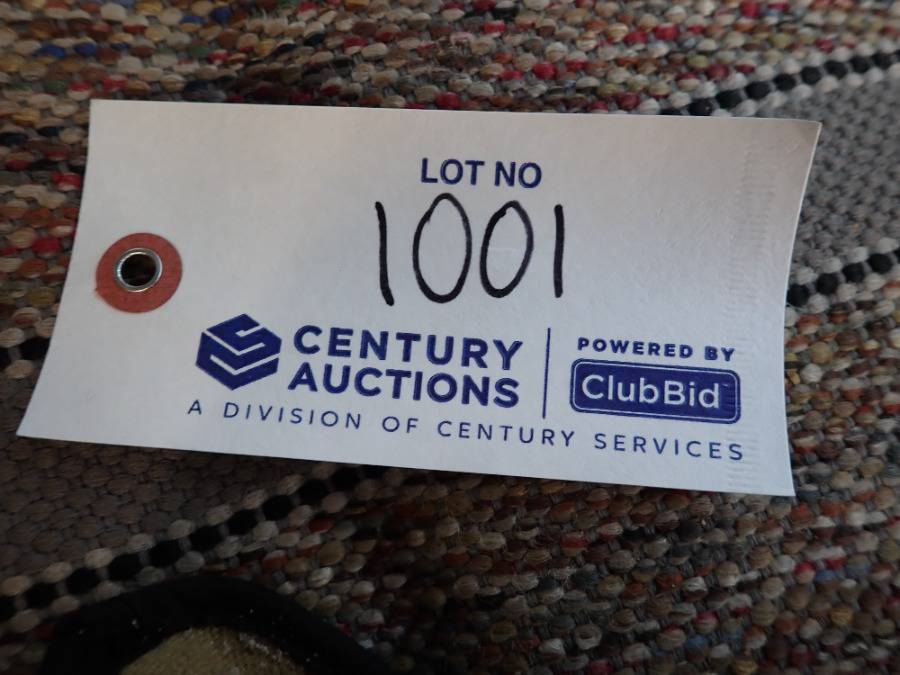 LOT NO
1001
CENTURY
AUCTIONS
A DIVISION OF CENTURY SERVICES
POWERED BY
ClubBid